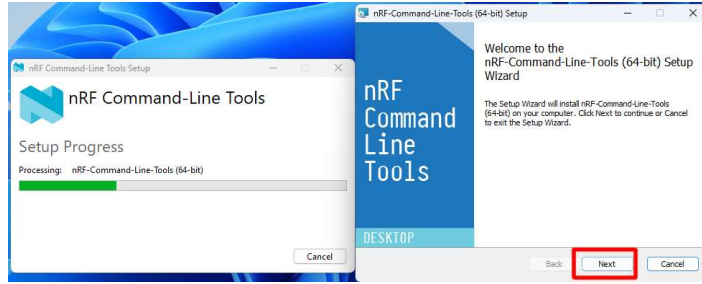 nRF Command-Line Tools Setup
nRF Command-Line Tools
Setup Progress
Processing: nRF-Command-Line-Tools (64-bit)
Cancel
nRF-Command-Line-Tools (64-bit) Setup
nRF
Command
Line
Tools
DESKTOP
Welcome to the
nRF-Command-Line-Tools (64-bit) Setup
Wizard
The Setup Wizard will install nRF-Command-Line-Tools
(64-bit) on your computer. Click Next to continue or Cancel
to exit the Setup Wizard.
Back Next Cancel